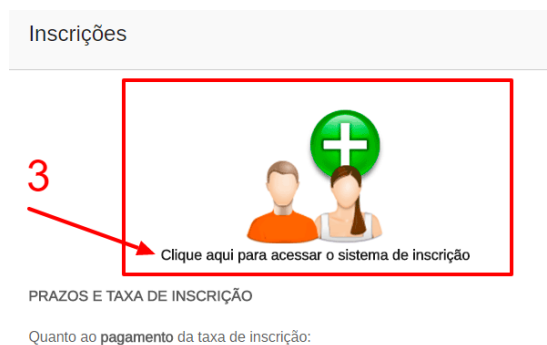 Inscrições
3
Clique aqui para acessar o sistema de inscrição
PRAZOS E TAXA DE INSCRIÇÃO
Quanto ao pagamento da taxa de inscrição: